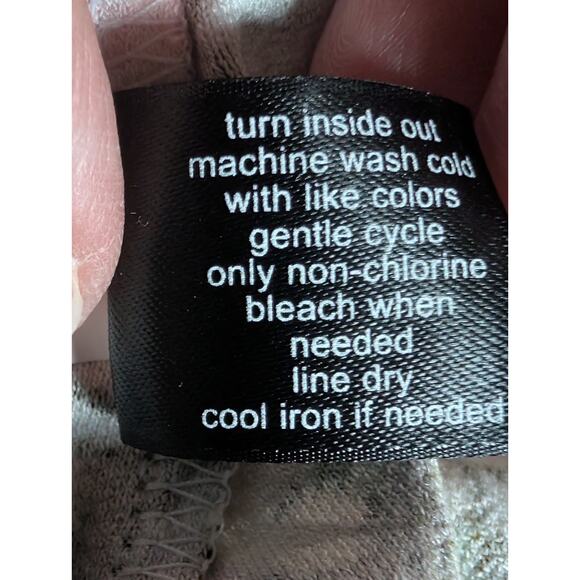 turn inside out
machine wash cold
with like colors
gentle cycle
only non-chlorine
bleach when
needed
line dry
cool iron if needed